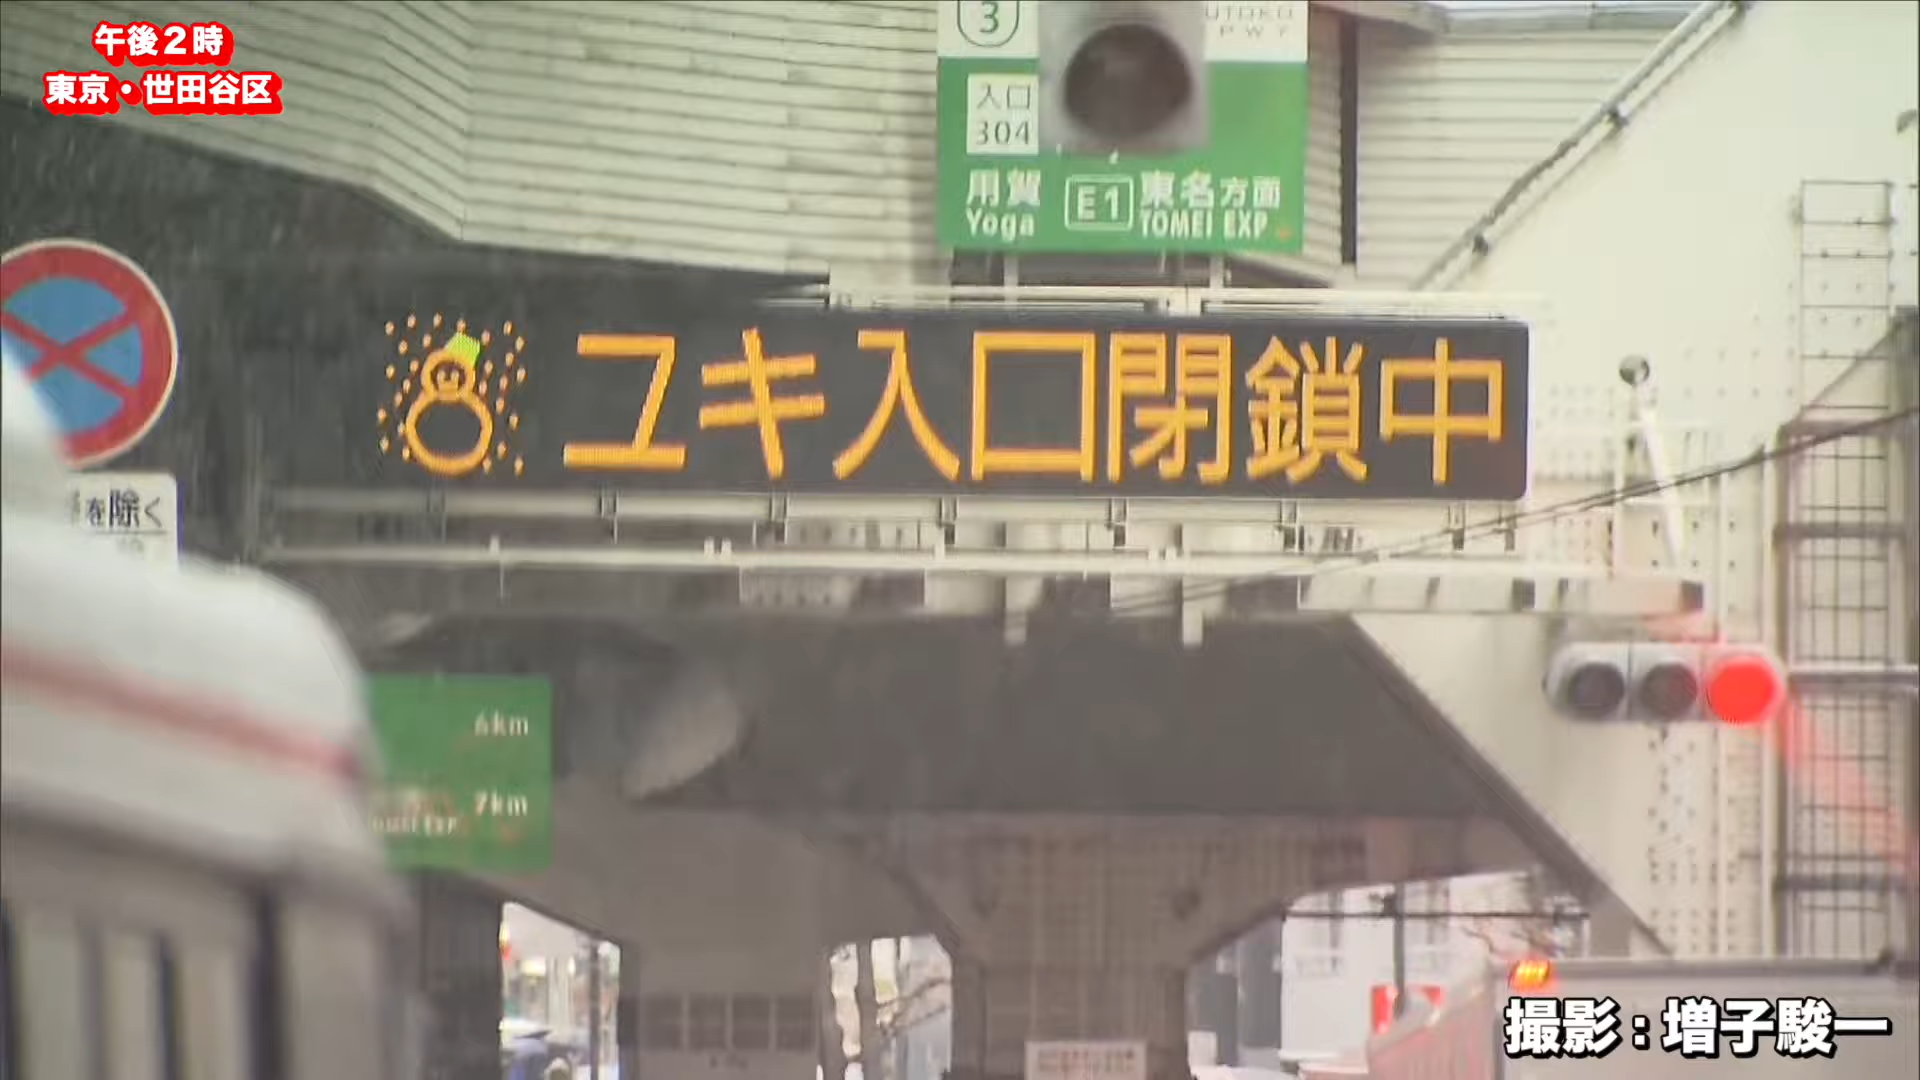 午後2時
東京・世田谷区
3
入口
304
用賀
Yoga
E1
東名方面
TOMEI EXP
ユキ入口閉鎖中
を除く
6km
7km
撮影：増子駿一